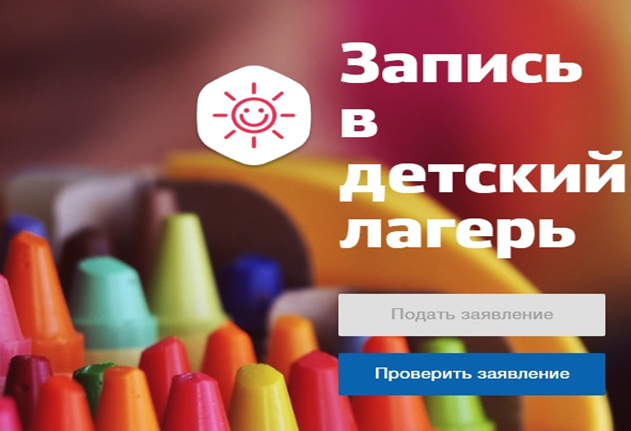 Запись
в
детский
лагерь
Подать заявление
Проверить заявление